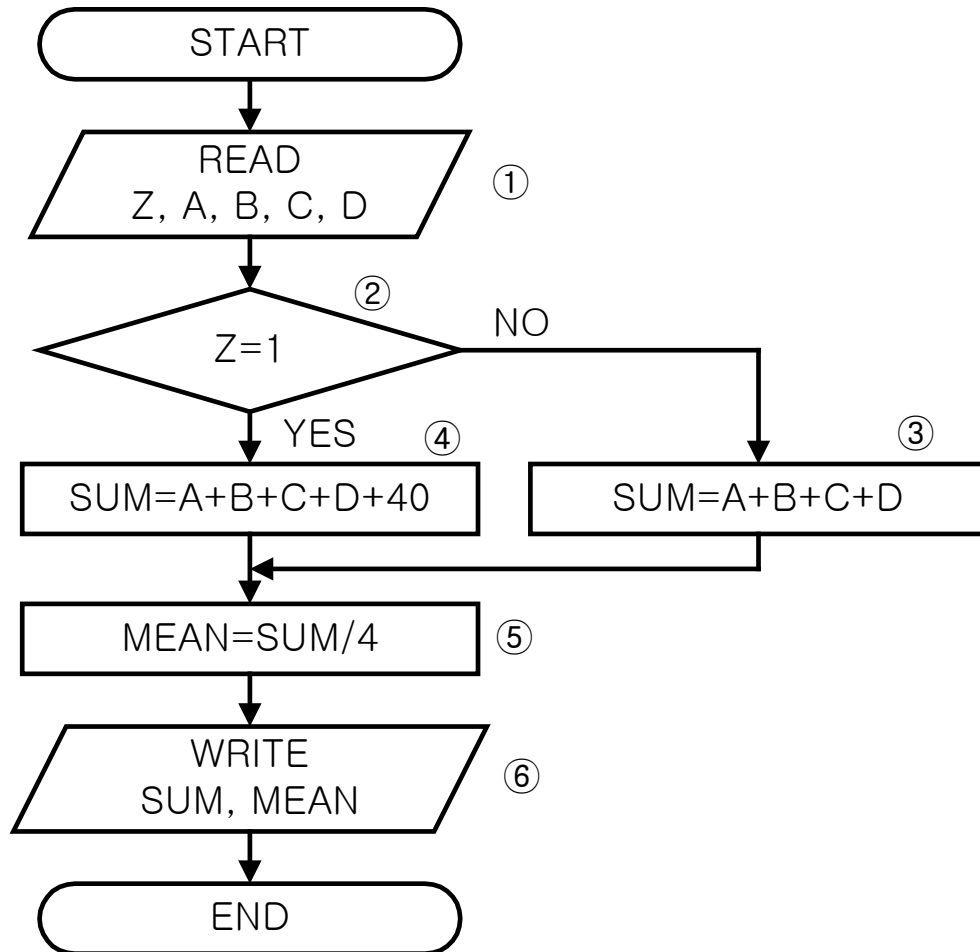 START
READ
Z, A, B, C, D
①
②
Z=1
NO
YES
④
③
SUM=A+B+C+D+40
SUM=A+B+C+D
MEAN=SUM/4
⑤
WRITE
SUM, MEAN
⑥
END